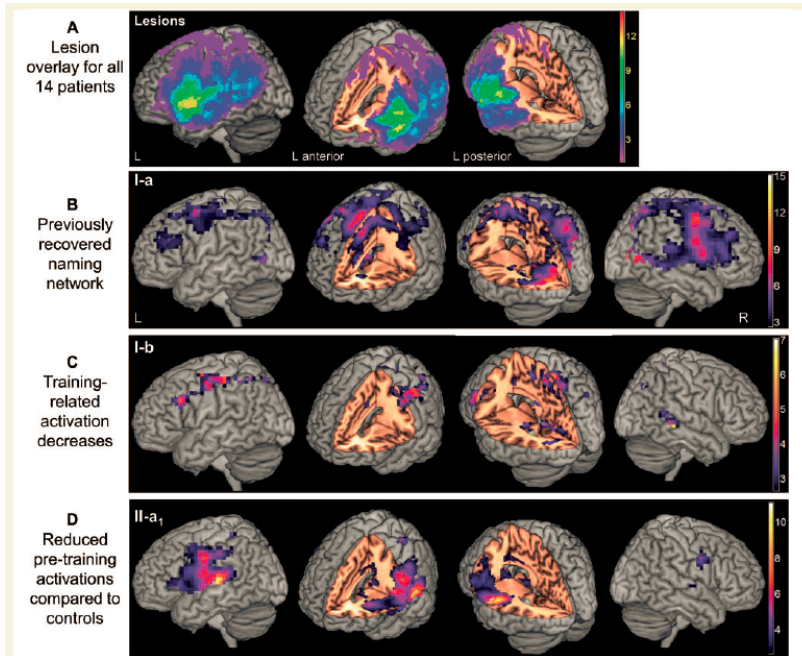 A
Lesion
overlay for all
14 patients
Lesions
L
L anterior
L posterior
12
9
6
3
1
B
Previously
recovered
naming
network
I-a
L
R
15
12
9
6
3
C
Training-
related
activation
decreases
I-b
7
6
5
4
3
D
Reduced
pre-training
activations
compared to
controls
II-a₁
10
8
6
4